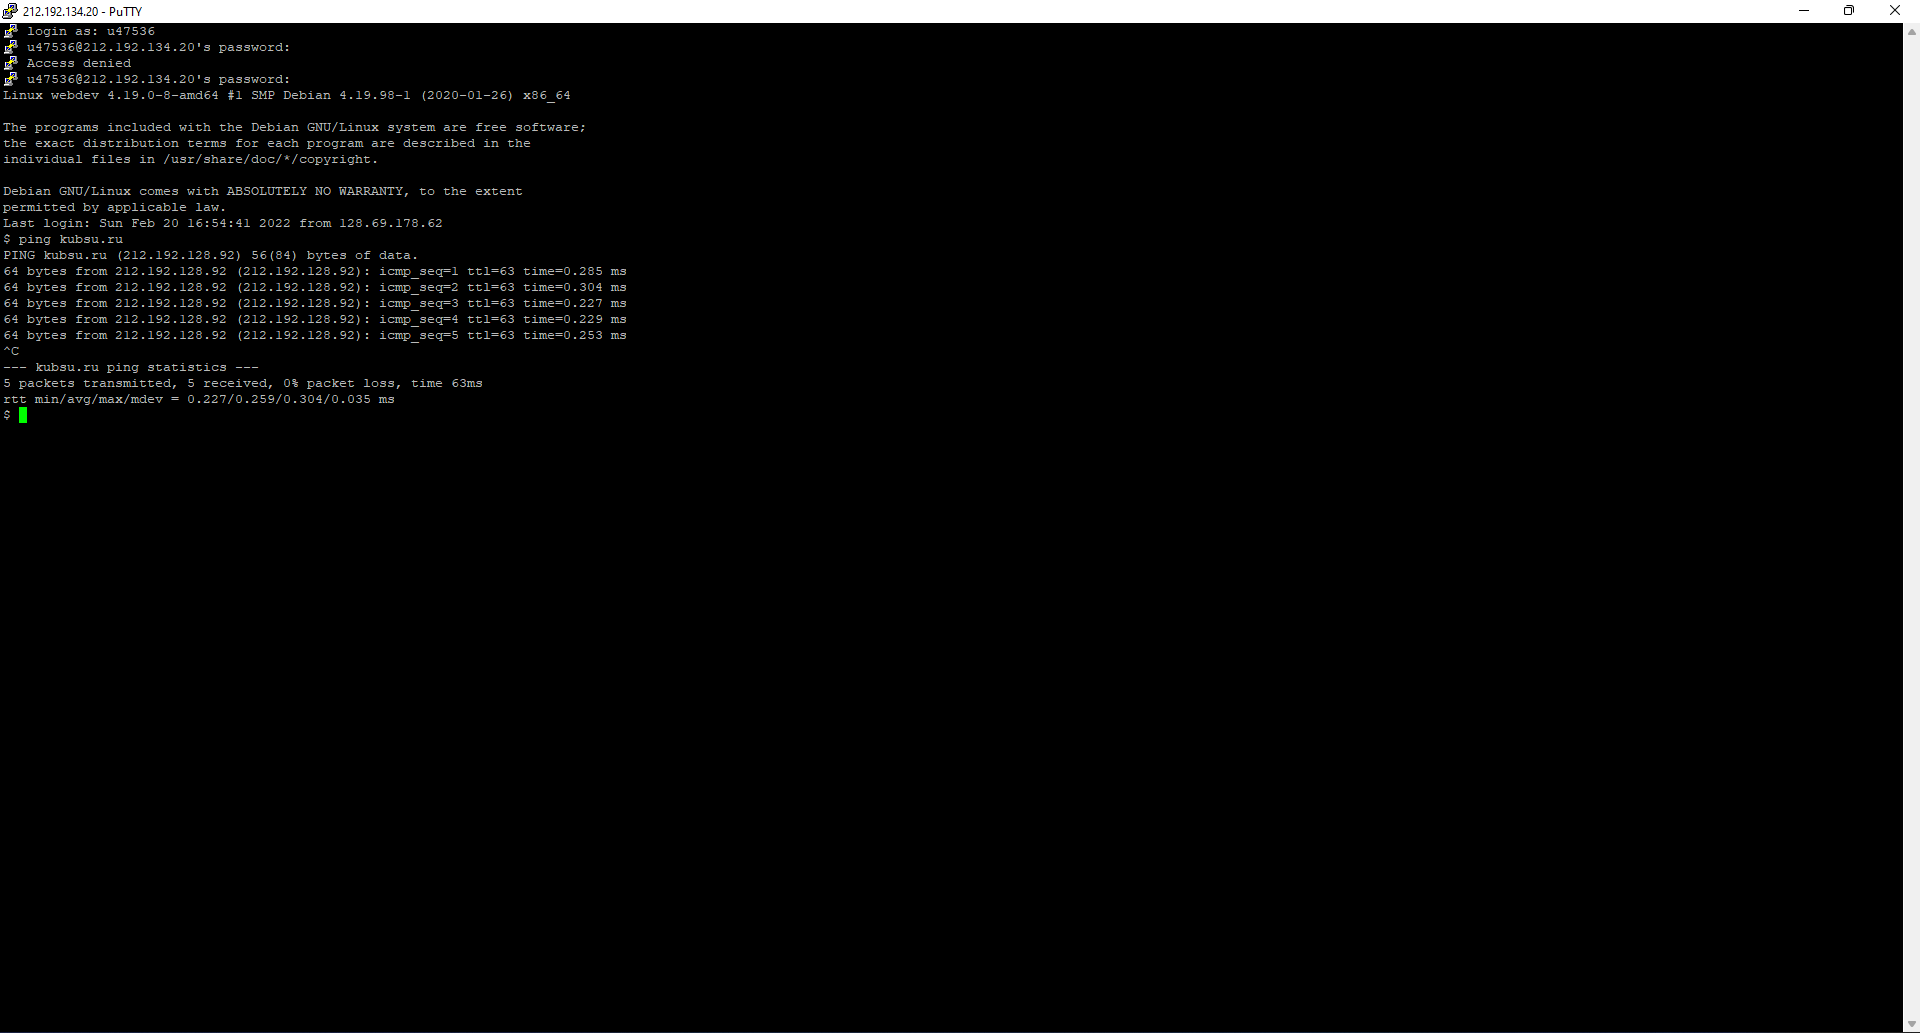 212.192.134.20 - PuTTY
login as: u47536
u47536@212.192.134.20's password:
Access denied
u47536@212.192.134.20's password:
Linux webdev 4.19.0-8-amd64 #1 SMP Debian 4.19.98-1 (2020-01-26) x86_64
The programs included with the Debian GNU/Linux system are free software;
the exact distribution terms for each program are described in the
individual files in /usr/share/doc/*/copyright.
Debian GNU/Linux comes with ABSOLUTELY NO WARRANTY, to the extent
permitted by applicable law.
Last login: Sun Feb 20 16:54:41 2022 from 128.69.178.62
$ ping kubsu.ru
PING kubsu.ru (212.192.128.92) 56(84) bytes of data.
64 bytes from 212.192.128.92 (212.192.128.92): icmp_seq=1 ttl=63 time=0.285 ms
64 bytes from 212.192.128.92 (212.192.128.92): icmp_seq=2 ttl=63 time=0.304 ms
64 bytes from 212.192.128.92 (212.192.128.92): icmp_seq=3 ttl=63 time=0.227 ms
64 bytes from 212.192.128.92 (212.192.128.92): icmp_seq=4 ttl=63 time=0.229 ms
64 bytes from 212.192.128.92 (212.192.128.92): icmp_seq=5 ttl=63 time=0.253 ms
^C
--- kubsu.ru ping statistics ---
5 packets transmitted, 5 received, 0% packet loss, time 63ms
rtt min/avg/max/mdev = 0.227/0.259/0.304/0.035 ms
$